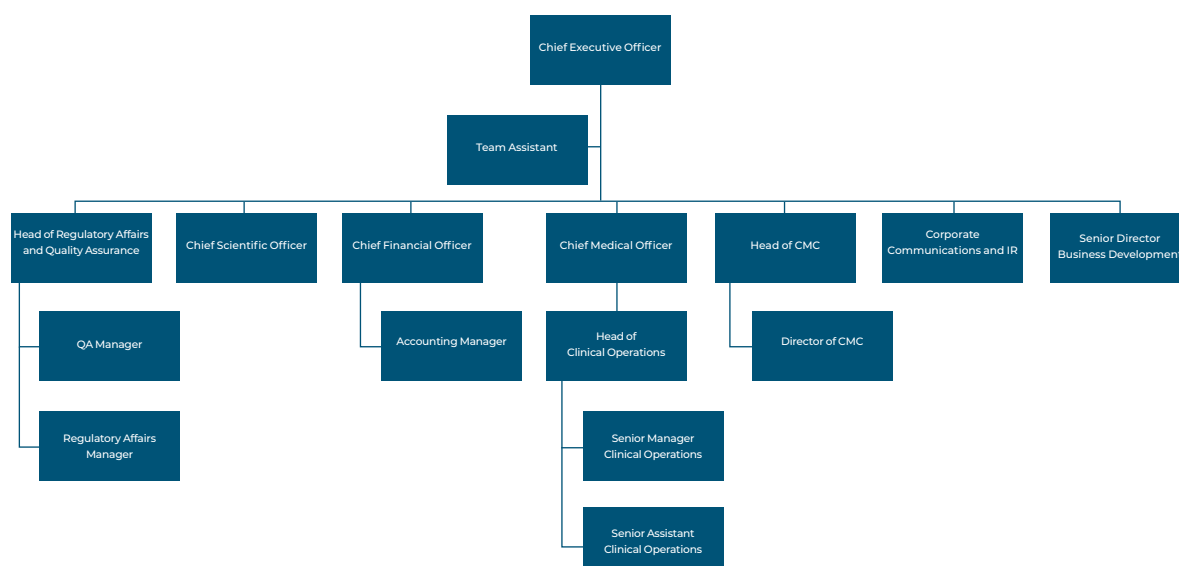 Chief Executive Officer
Team Assistant
Head of Regulatory Affairs
and Quality Assurance
Chief Scientific Officer
Chief Financial Officer
Chief Medical Officer
Head of CMC
Corporate
Communications and IR
Senior Director
Business Development
QA Manager
Accounting Manager
Head of
Clinical Operations
Director of CMC
Regulatory Affairs
Manager
Senior Manager
Clinical Operations
Senior Assistant
Clinical Operations